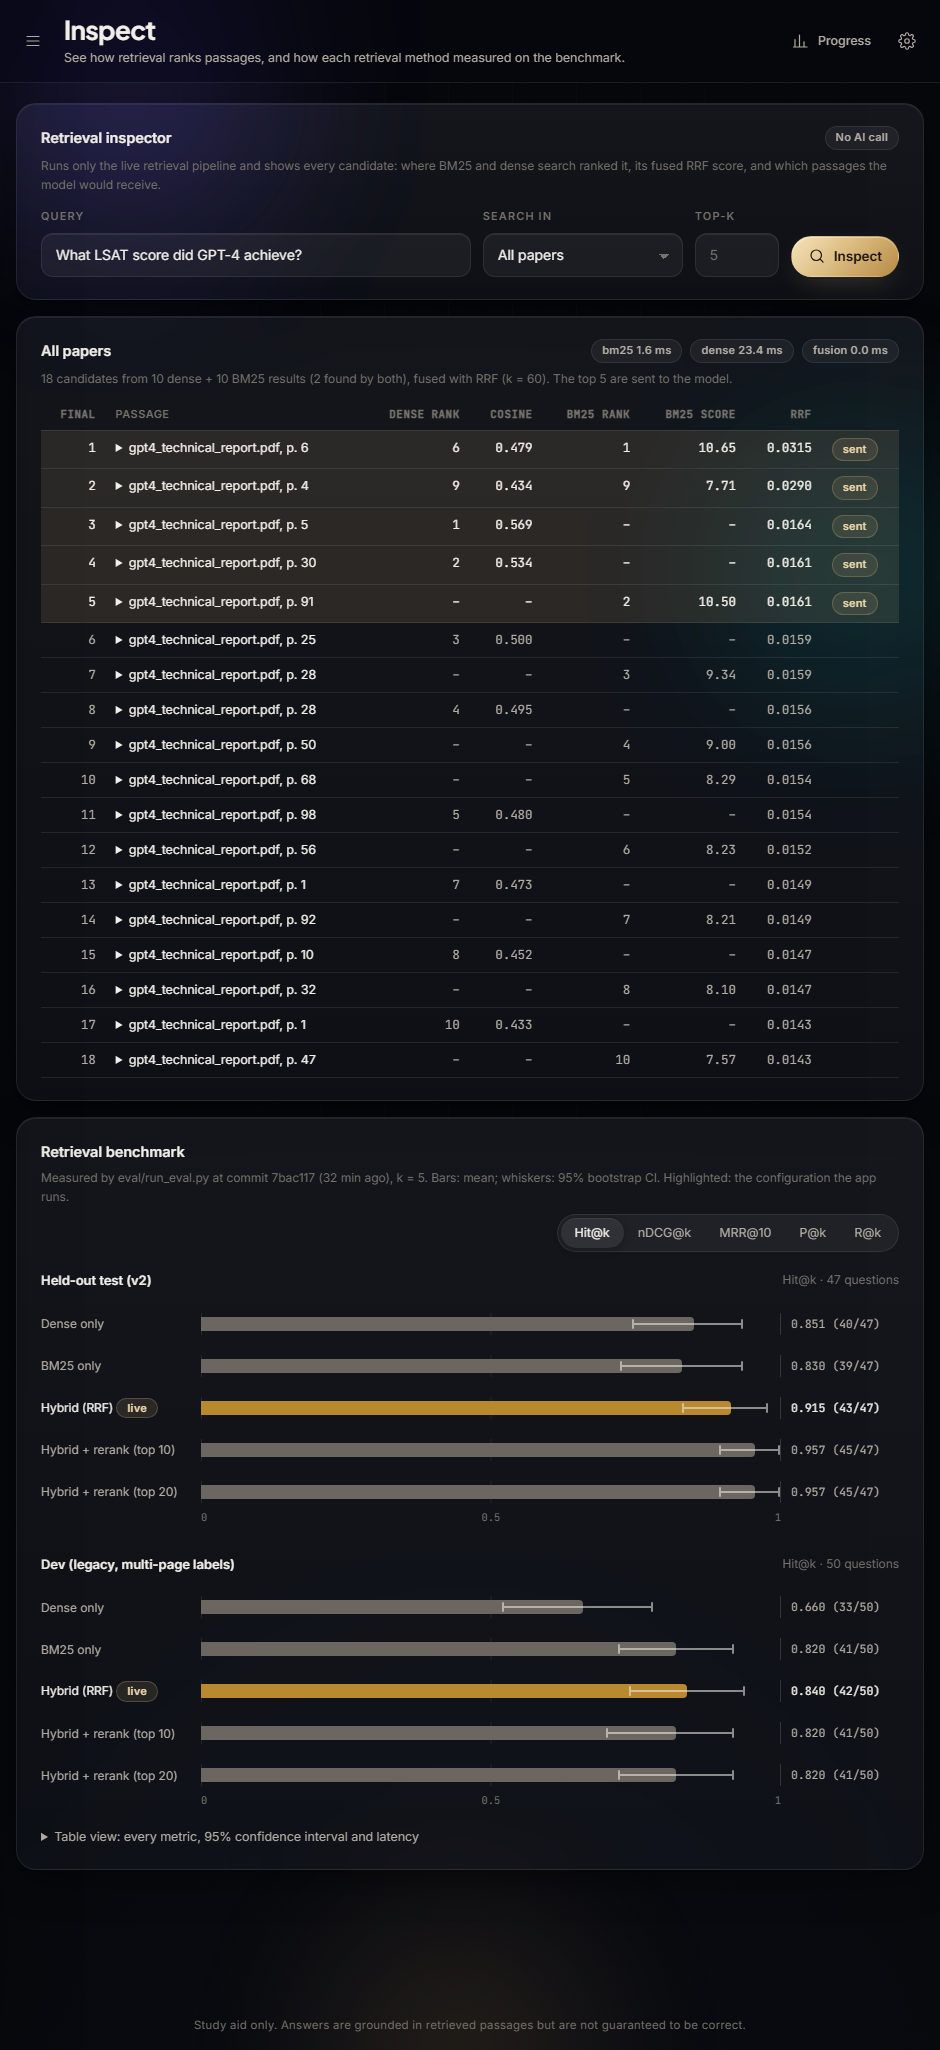 Inspect
See how retrieval ranks passages, and how each retrieval method measured on the benchmark.
Progress
Retrieval inspector
No AI call
Runs only the live retrieval pipeline and shows every candidate: where BM25 and dense search ranked it, its fused RRF score, and which passages the
model would receive.
QUERY SEARCH IN TOP-K
What LSAT score did GPT-4 achieve? All papers 5 Inspect
All papers bm25 1.6 ms dense 23.4 ms fusion 0.0 ms
18 candidates from 10 dense + 10 BM25 results (2 found by both), fused with RRF (k = 60). The top 5 are sent to the model.
FINAL PASSAGE DENSE RANK COSINE BM25 RANK BM25 SCORE RRF
1 gpt4_technical_report.pdf, p. 6 6 0.479 1 10.65 0.0315 sent
2 gpt4_technical_report.pdf, p. 4 9 0.434 9 7.71 0.0290 sent
3 gpt4_technical_report.pdf, p. 5 1 0.569 – – 0.0164 sent
4 gpt4_technical_report.pdf, p. 30 2 0.534 – – 0.0161 sent
5 gpt4_technical_report.pdf, p. 91 – – 2 10.50 0.0161 sent
6 gpt4_technical_report.pdf, p. 25 3 0.500 – – 0.0159
7 gpt4_technical_report.pdf, p. 28 – – 3 9.34 0.0159
8 gpt4_technical_report.pdf, p. 28 4 0.495 – – 0.0156
9 gpt4_technical_report.pdf, p. 50 – – 4 9.00 0.0156
10 gpt4_technical_report.pdf, p. 68 – – 5 8.29 0.0154
11 gpt4_technical_report.pdf, p. 98 5 0.480 – – 0.0154
12 gpt4_technical_report.pdf, p. 56 – – 6 8.23 0.0152
13 gpt4_technical_report.pdf, p. 1 7 0.473 – – 0.0149
14 gpt4_technical_report.pdf, p. 92 – – 7 8.21 0.0149
15 gpt4_technical_report.pdf, p. 10 8 0.452 – – 0.0147
16 gpt4_technical_report.pdf, p. 32 – – 8 8.10 0.0147
17 gpt4_technical_report.pdf, p. 1 10 0.433 – – 0.0143
18 gpt4_technical_report.pdf, p. 47 – – 10 7.57 0.0143
Retrieval benchmark
Measured by eval/run_eval.py at commit 7bac117 (32 min ago), k = 5. Bars: mean; whiskers: 95% bootstrap CI. Highlighted: the configuration the app
runs.
Hit@k nDCG@k MRR@10 P@k R@k
Held-out test (v2) Hit@k · 47 questions
Dense only 0.851 (40/47)
BM25 only 0.830 (39/47)
Hybrid (RRF) live 0.915 (43/47)
Hybrid + rerank (top 10) 0.957 (45/47)
Hybrid + rerank (top 20) 0.957 (45/47)
0 0.5 1
Dev (legacy, multi-page labels) Hit@k · 50 questions
Dense only 0.660 (33/50)
BM25 only 0.820 (41/50)
Hybrid (RRF) live 0.840 (42/50)
Hybrid + rerank (top 10) 0.820 (41/50)
Hybrid + rerank (top 20) 0.820 (41/50)
0 0.5 1
Table view: every metric, 95% confidence interval and latency
Study aid only. Answers are grounded in retrieved passages but are not guaranteed to be correct.